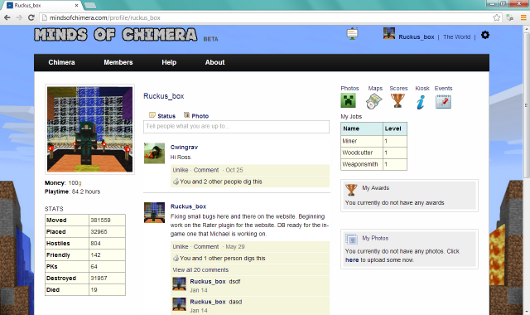 Ruckus_box
mindsofchimera.com/profile/ruckus_box
MINDS OF CHIMERA BETA
Ruckus_box | The World |
Chimera Members Help About
Ruckus_box
Status Photo
Tell people what you are up to...
Cwingrav
Hi Ross
Unlike · Comment · Oct 25
You and 2 other people dig this
Ruckus_box
Fixing small bugs here and there on the website. Beginning
work on the Rater plugin for the website. DB ready for the in-
game one that Michael is working on
Unlike · Comment · May 29
You and 1 other person digs this
View all 20 comments
Ruckus_box dsdf
Jan 14
Ruckus_box dasd
Jan 14
Money: 100g
Playtime: 84.2 hours
STATS
Moved 381559
Placed 32965
Hostiles 804
Friendly 142
PKs 64
Destroyed 31957
Died 19
Photos Maps Scores Kiosk Events
My Jobs
Name Level
Miner 1
Woodcutter 1
Weaponsmith 1
My Awards
You currently do not have any awards
My Photos
You currently do not have any photos. Click
here to upload some now.